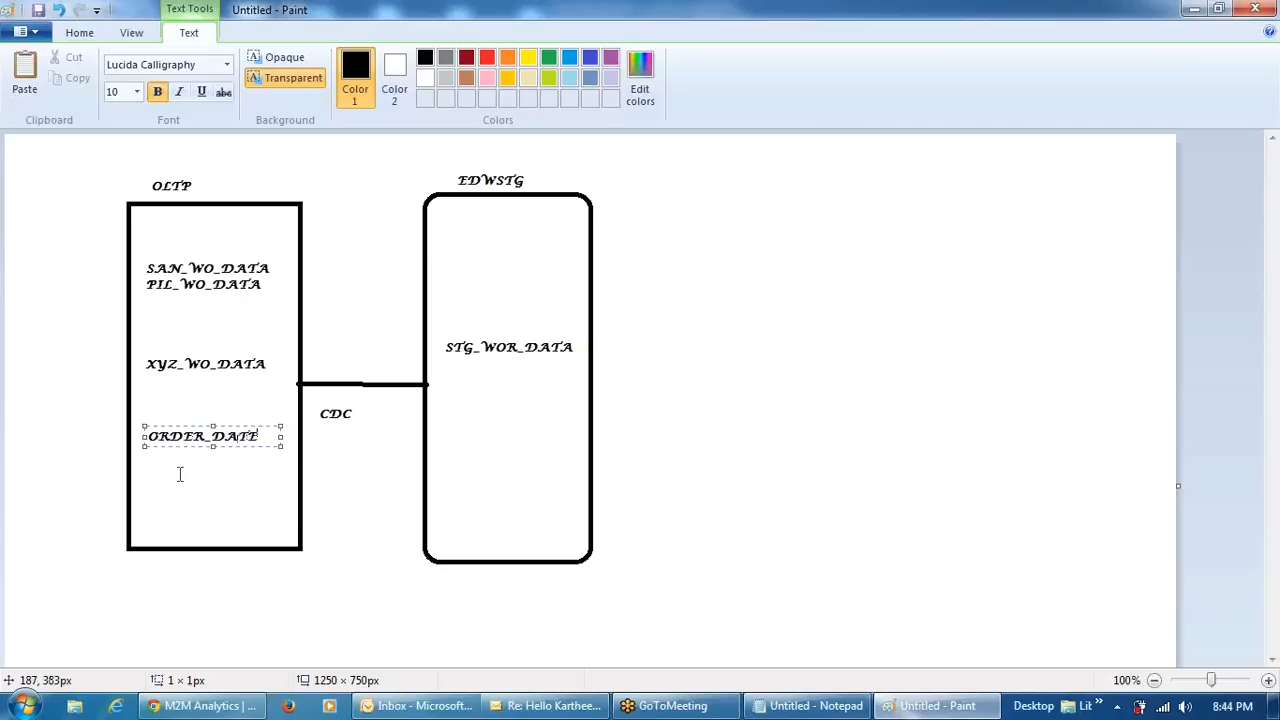 Text Tools
Untitled - Paint
Home
View
Text
Paste
Cut
Copy
Clipboard
Lucida Calligraphy
10
B
I
U
abc
Font
Opaque
Transparent
Background
Color 1
Color 2
Edit colors
Colors
OLTP
EDWSTG
SAN_WO_DATA
PIL_WO_DATA
STG_WOR_DATA
XYZ_WO_DATA
CDC
ORDER_DATE
187, 383px
1 × 1px
1250 × 750px
100%
M2M Analytics | ...
Inbox - Microsoft...
Re: Hello Karthee...
GoToMeeting
Untitled - Notepad
Untitled - Paint
Desktop
Lit
8:44 PM